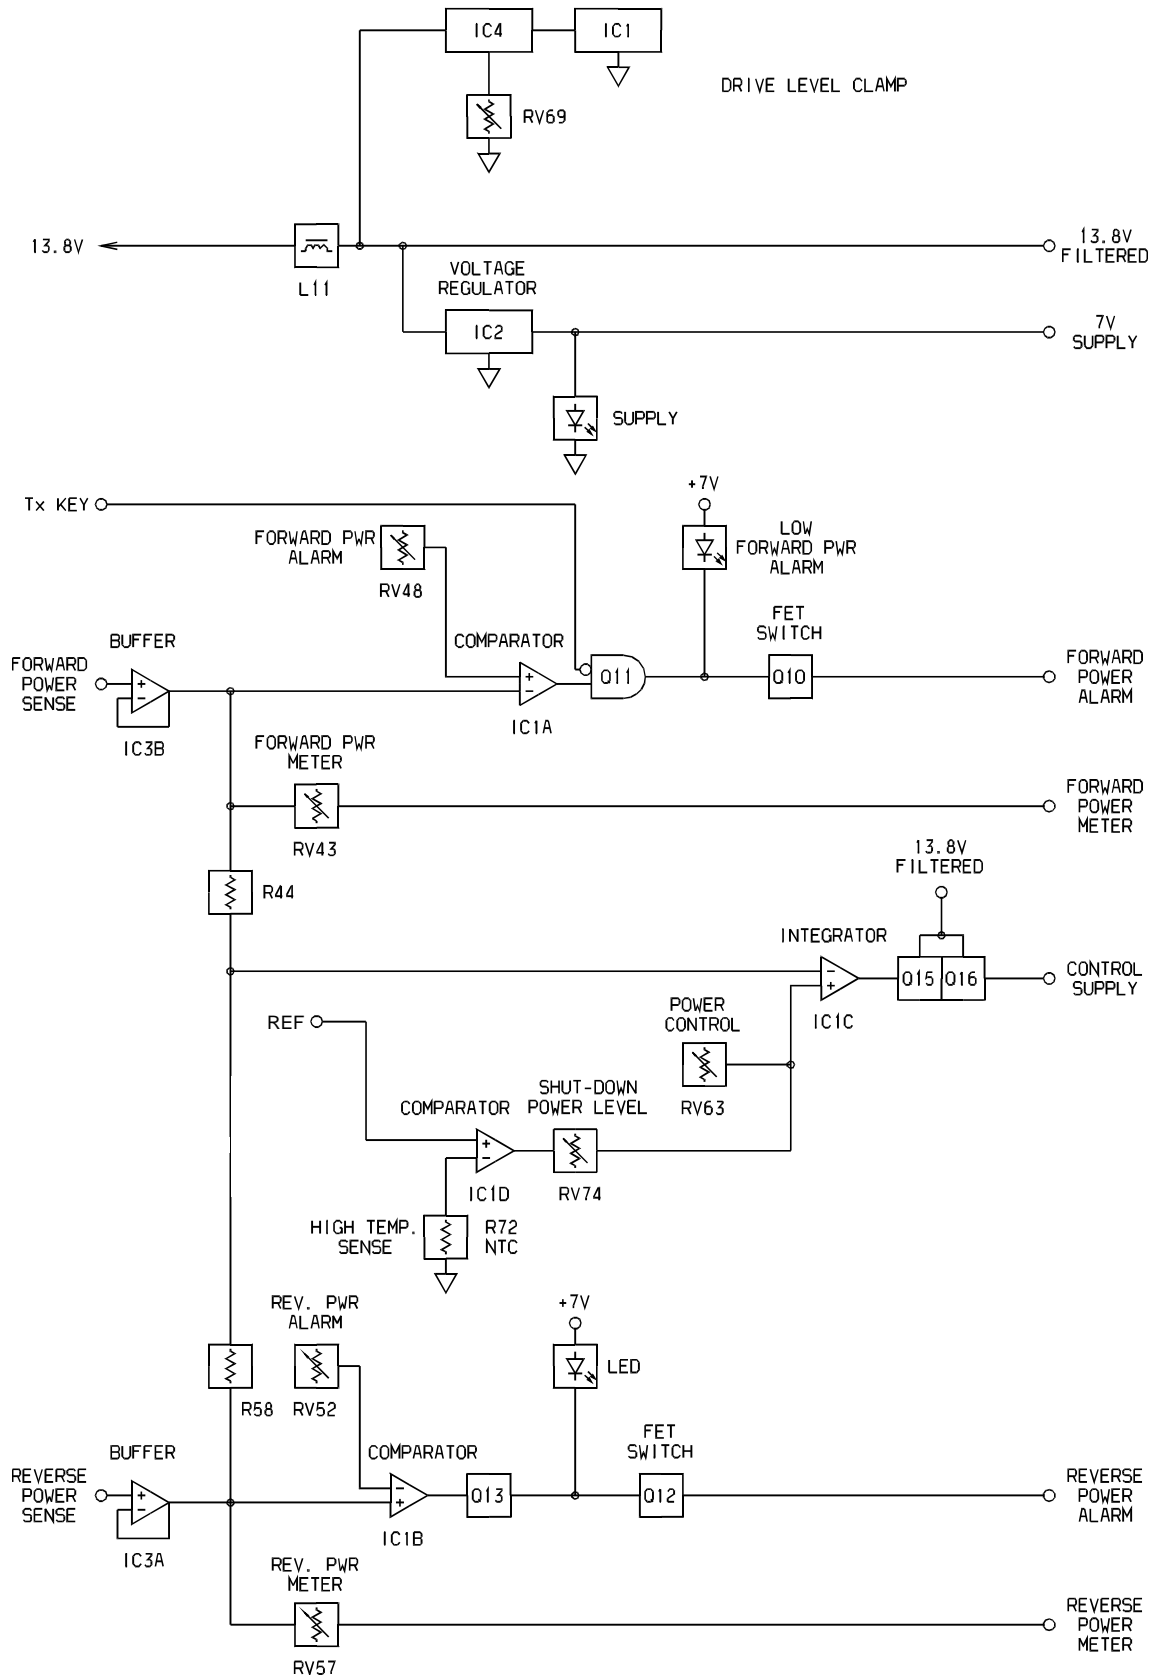 IC4
IC1
DRIVE LEVEL CLAMP
RV69
13.8V
L11
13.8V
FILTERED
VOLTAGE
REGULATOR
IC2
7V
SUPPLY
SUPPLY
Tx KEY
+7V
FORWARD PWR
ALARM
RV48
LOW
FORWARD PWR
ALARM
FET
SWITCH
BUFFER
COMPARATOR
FORWARD
POWER
SENSE
+
-
IC3B
+
-
IC1A
Q11
Q10
FORWARD
POWER
ALARM
FORWARD PWR
METER
RV43
FORWARD
POWER
METER
13.8V
FILTERED
R44
INTEGRATOR
-
+
IC1C
Q15
Q16
CONTROL
SUPPLY
REF
POWER
CONTROL
RV63
COMPARATOR
+
-
IC1D
SHUT-DOWN
POWER LEVEL
RV74
HIGH TEMP.
SENSE
R72
NTC
REV. PWR
ALARM
RV52
+7V
LED
R58
BUFFER
COMPARATOR
FET
SWITCH
REVERSE
POWER
SENSE
+
-
IC3A
-
+
IC1B
Q13
Q12
REVERSE
POWER
ALARM
REV. PWR
METER
RV57
REVERSE
POWER
METER